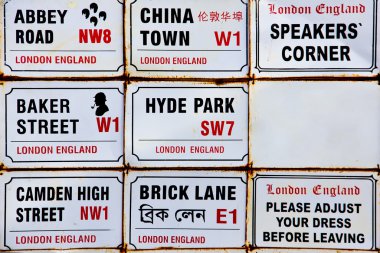 ABBEY
ROAD NW8
LONDON ENGLAND
CHINA 伦敦华埠
TOWN W1
LONDON ENGLAND
London England
SPEAKERS`
CORNER
BAKER
STREET W1
LONDON ENGLAND
HYDE PARK
SW7
LONDON ENGLAND
CAMDEN HIGH
STREET NW1
LONDON ENGLAND
BRICK LANE
ব্রিক লেন E1
LONDON ENGLAND
London England
PLEASE ADJUST
YOUR DRESS
BEFORE LEAVING